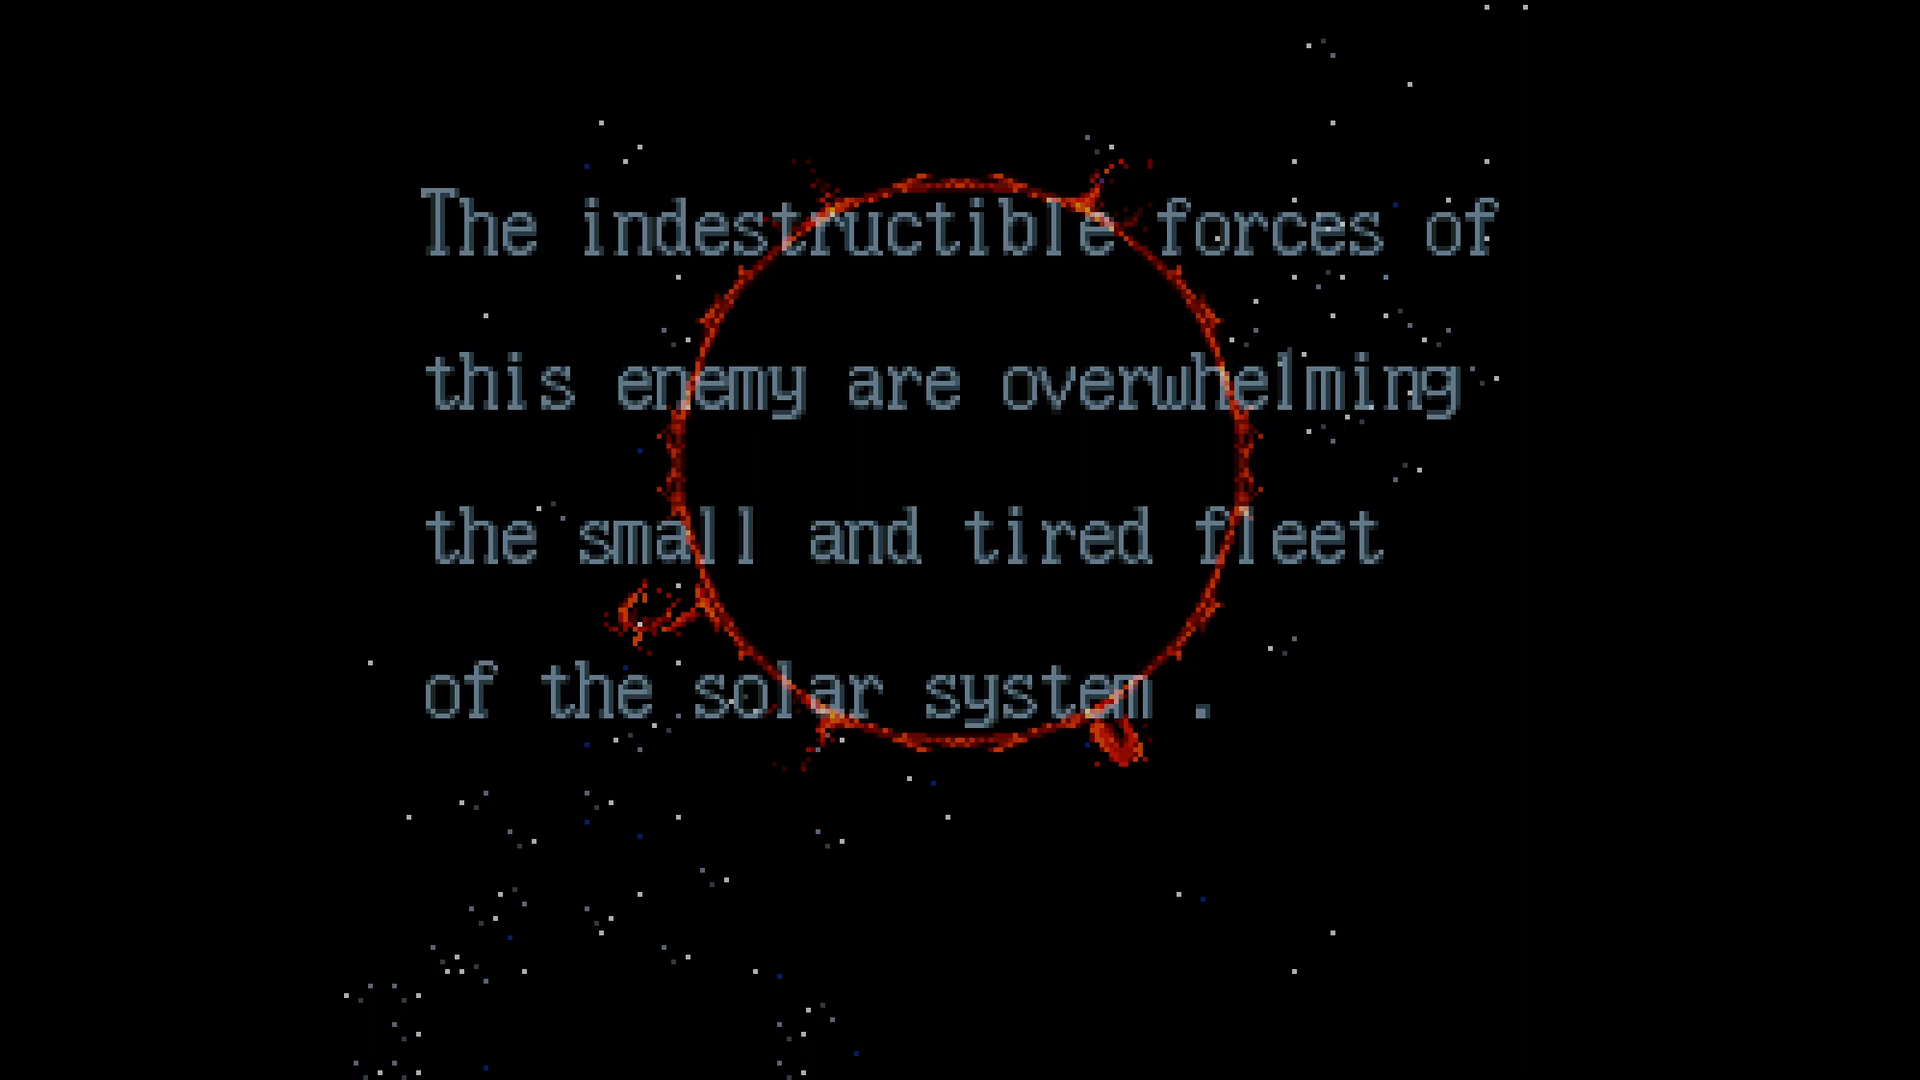 The indestructible forces of
this enemy are overwhelming
the small and tired fleet
of the solar system .